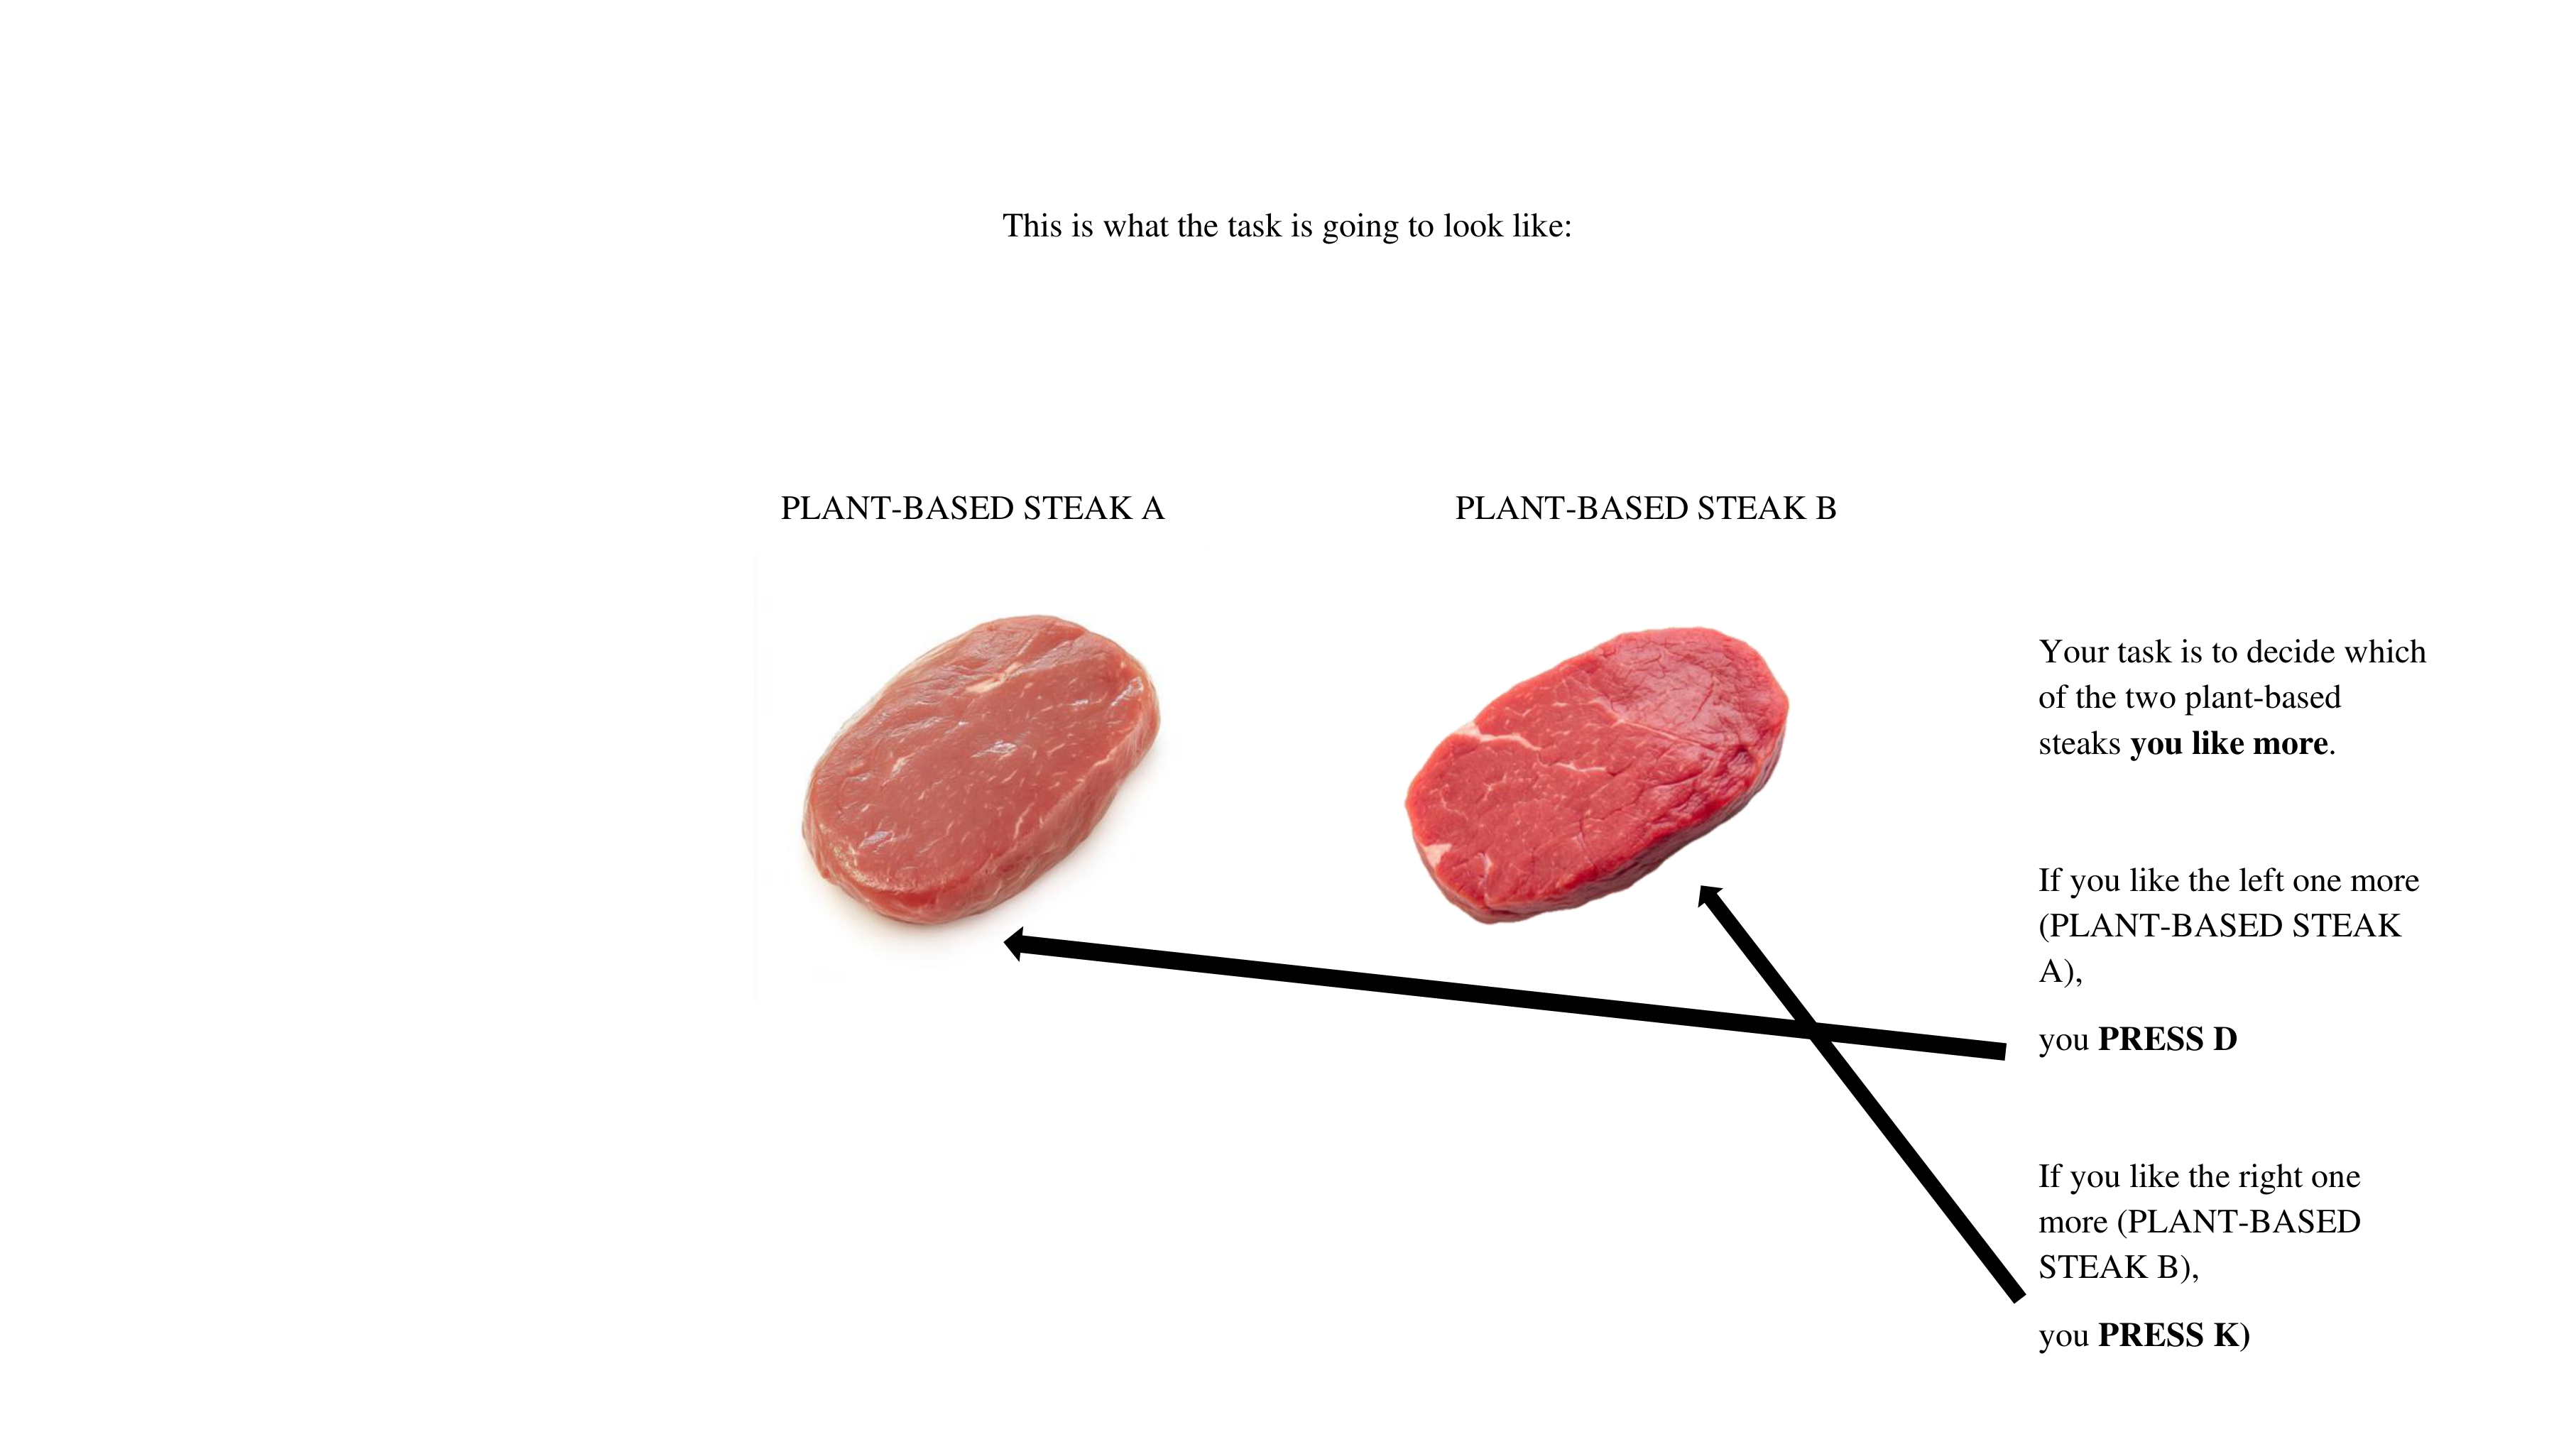 This is what the task is going to look like:
PLANT-BASED STEAK A
PLANT-BASED STEAK B
Your task is to decide which
of the two plant-based
steaks you like more.
If you like the left one more
(PLANT-BASED STEAK
A),
you PRESS D
If you like the right one
more (PLANT-BASED
STEAK B),
you PRESS K)